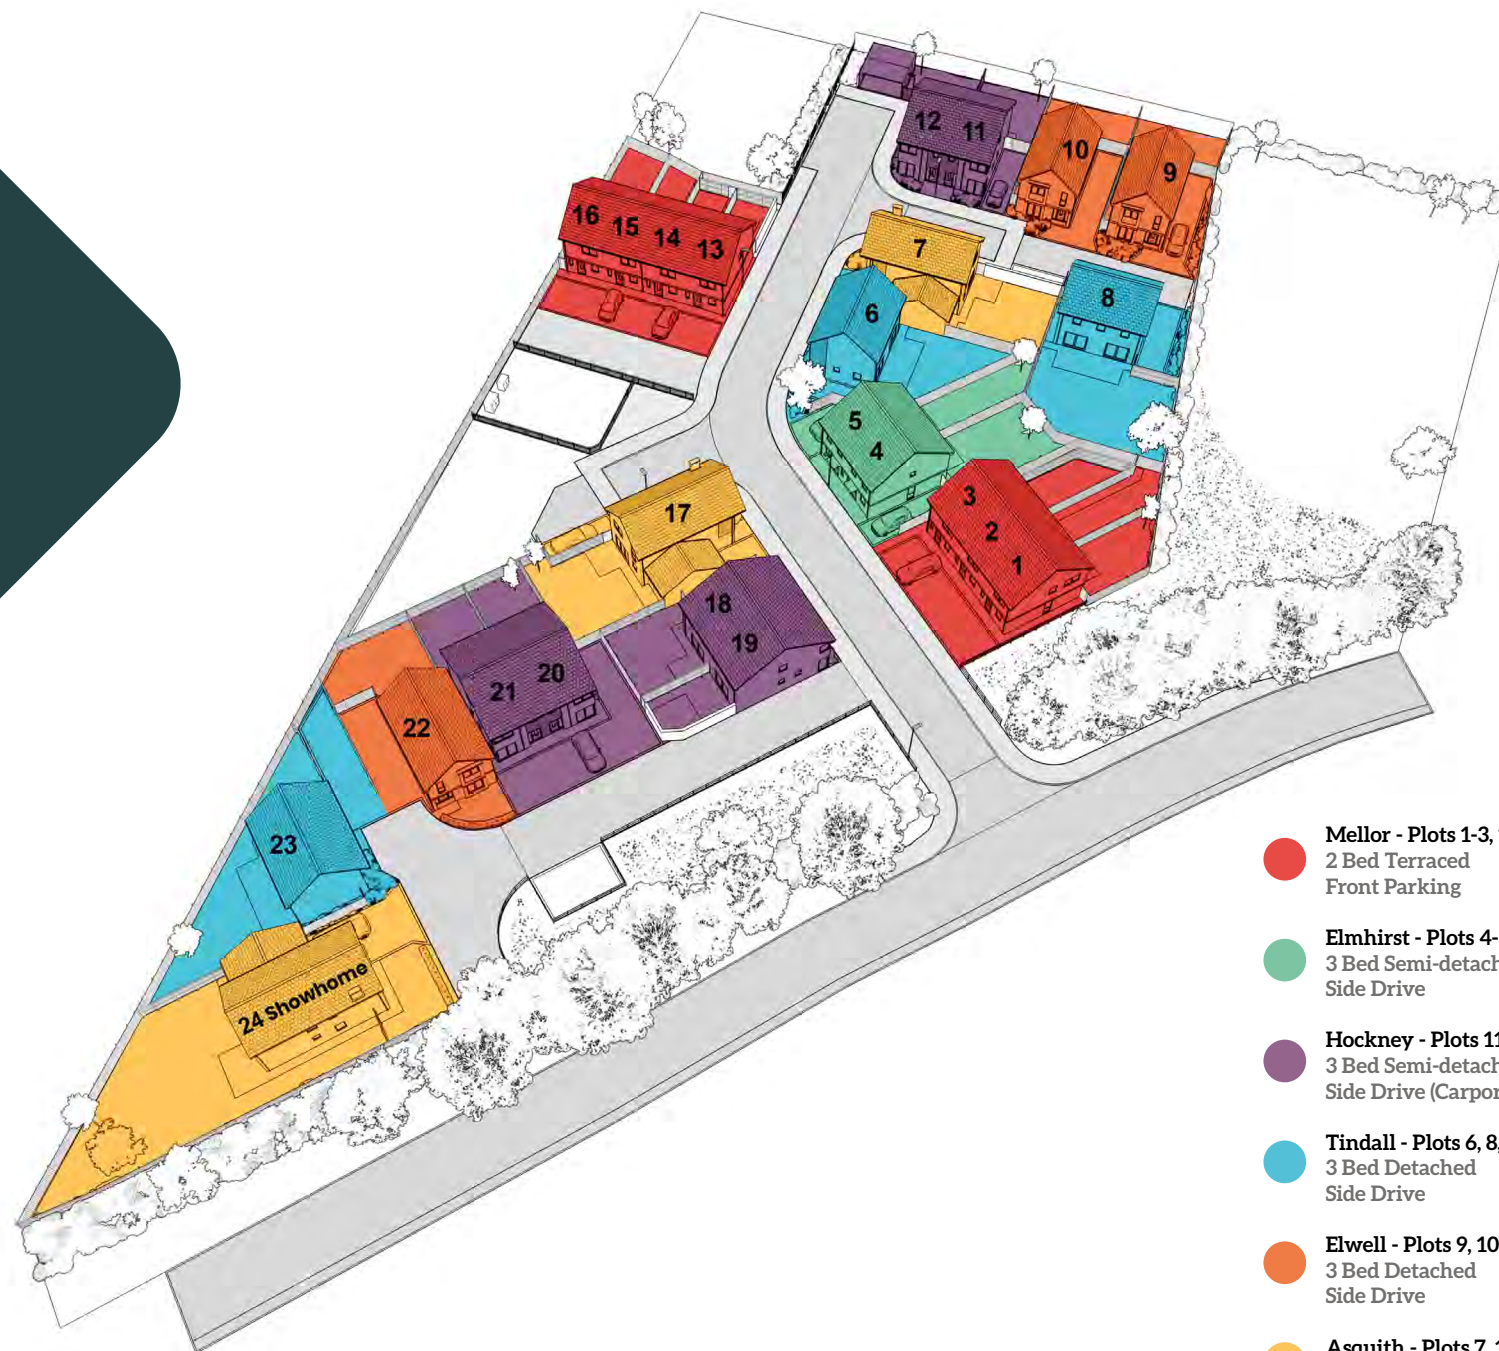 12 11
10
9
16 15 14 13
7
8
6
5
4
3
2
1
17
18
19
20
21
22
23
24 Showhome
Mellor - Plots 1-3,
2 Bed Terraced
Front Parking
Elmhirst - Plots 4-
3 Bed Semi-detach
Side Drive
Hockney - Plots 11
3 Bed Semi-detach
Side Drive (Carpor
Tindall - Plots 6, 8,
3 Bed Detached
Side Drive
Elwell - Plots 9, 10
3 Bed Detached
Side Drive
Asquith - Plots 7, 1